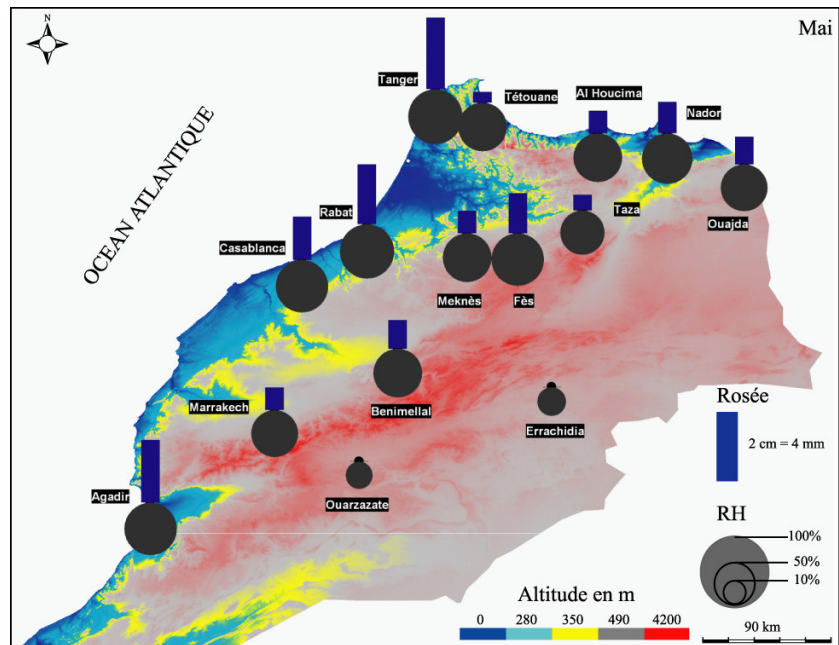 N
Mai
Tanger
Tétouane
Al Houcima
Nador
OCEAN ATLANTIQUE
Rabat
Taza
Ouajda
Casablanca
Meknès
Fès
Marrakech
Benimellal
Errachidia
Rosée
2 cm = 4 mm
Agadir
Ouarzazate
RH
100%
50%
10%
Altitude en m
0 280 350 490 4200
90 km